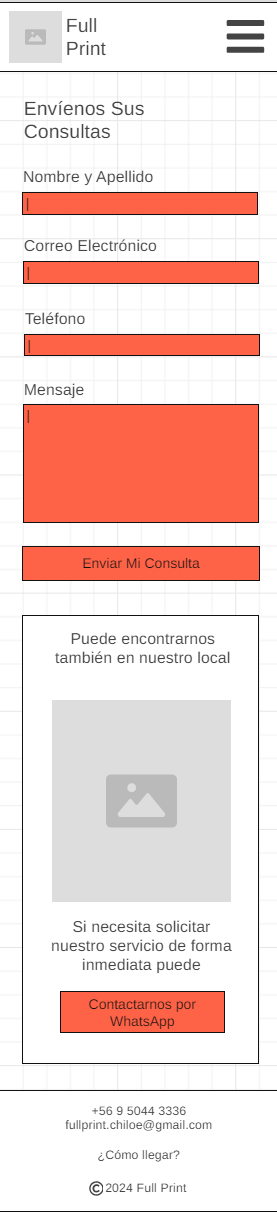 Full
Print
Envíenos Sus
Consultas
Nombre y Apellido
Correo Electrónico
Teléfono
Mensaje
Enviar Mi Consulta
Puede encontrarnos
también en nuestro local
Si necesita solicitar
nuestro servicio de forma
inmediata puede
Contactarnos por
WhatsApp
+56 9 5044 3336
fullprint.chiloe@gmail.com
¿Cómo llegar?
© 2024 Full Print